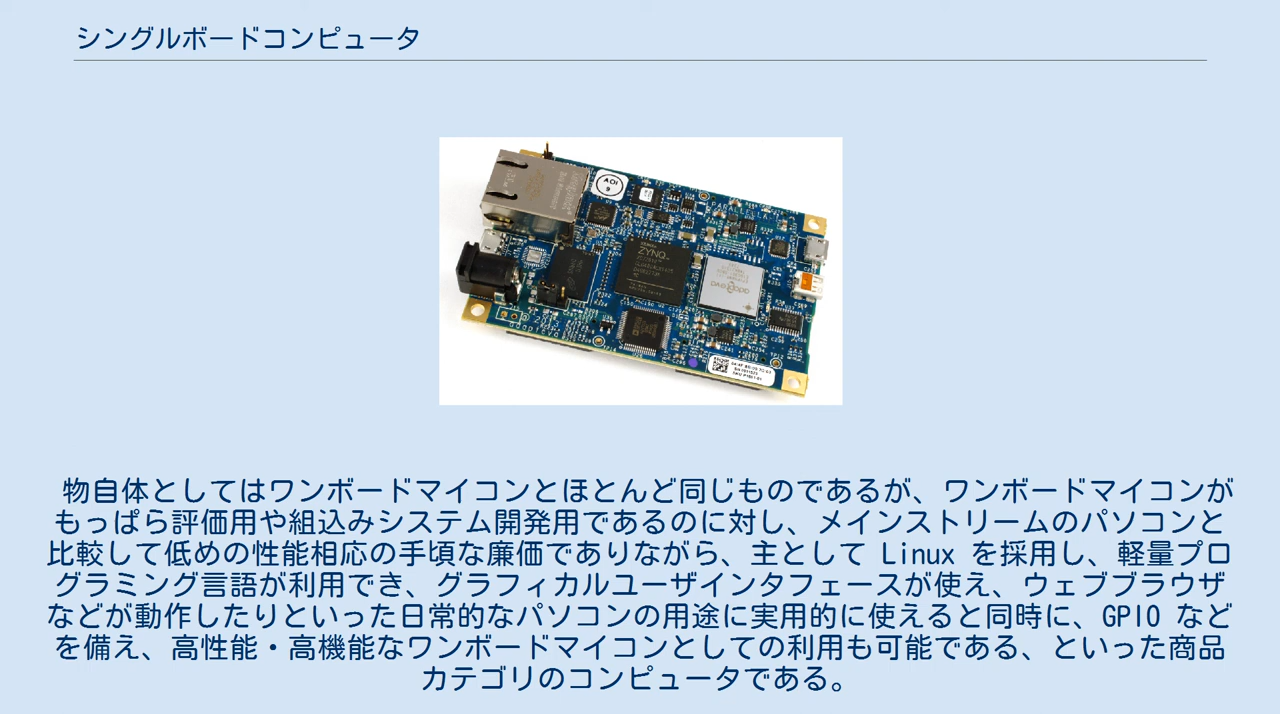 シングルボードコンピュータ
AOI
9
ZYNQ
物自体としてはワンボードマイコンとほとんど同じものであるが、ワンボードマイコンが
もっぱら評価用や組込みシステム開発用であるのに対し、メインストリームのパソコンと
比較して低めの性能相応の手頃な廉価でありながら、主として Linux を採用し、軽量プロ
グラミング言語が利用でき、グラフィカルユーザインタフェースが使え、ウェブブラウザ
などが動作したりといった日常的なパソコンの用途に実用的に使えると同時に、GPIO など
を備え、高性能・高機能なワンボードマイコンとしての利用も可能である、といった商品
カテゴリのコンピュータである。